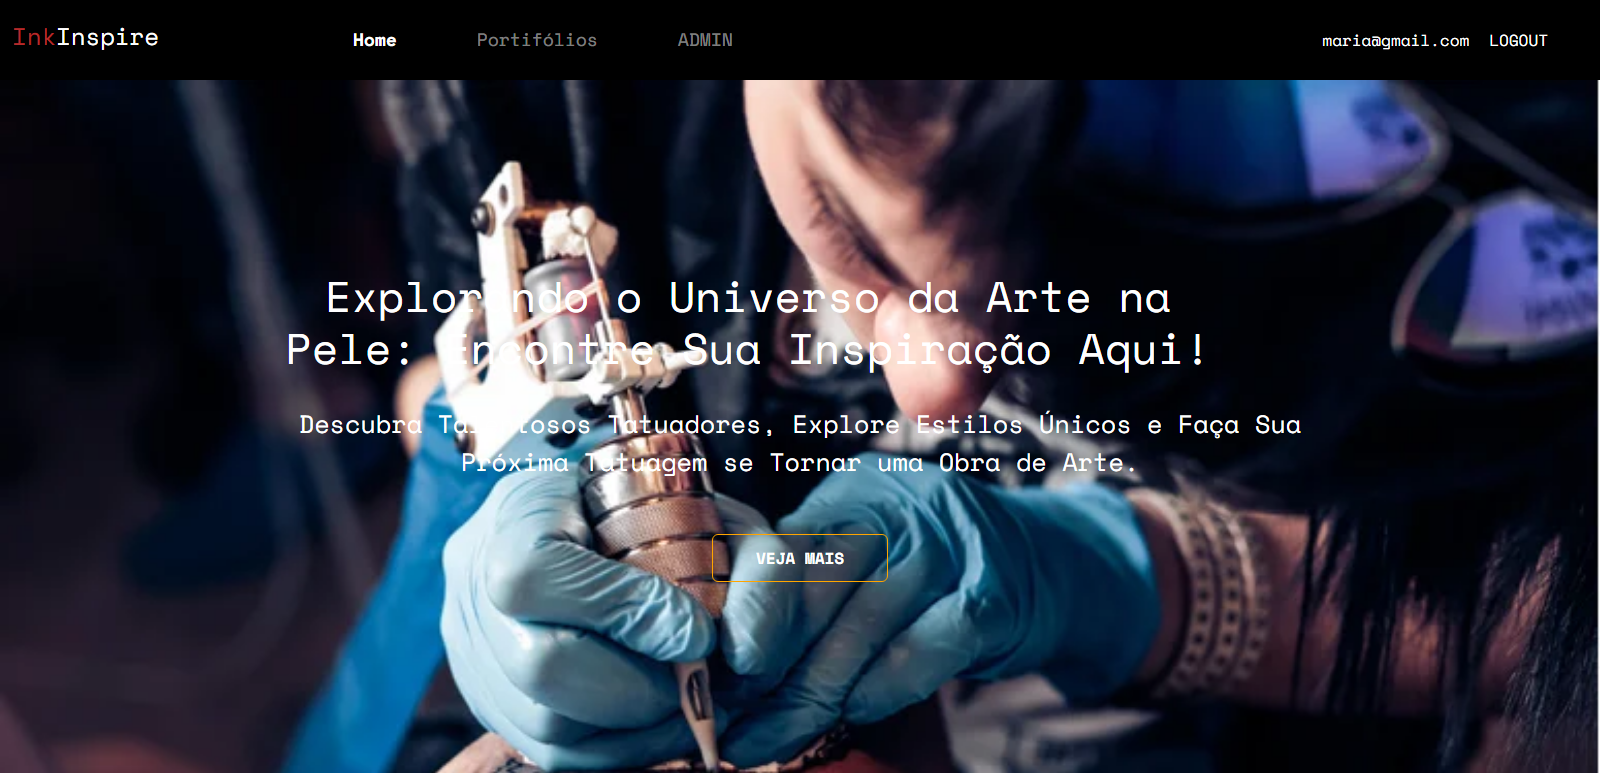 InkInspire
Home Portifólios ADMIN
maria@gmail.com LOGOUT
Explorando o Universo da Arte na
Pele: Encontre Sua Inspiração Aqui!
Descubra Talentosos Tatuadores, Explore Estilos Únicos e Faça Sua
Próxima Tatuagem se Tornar uma Obra de Arte.
VEJA MAIS